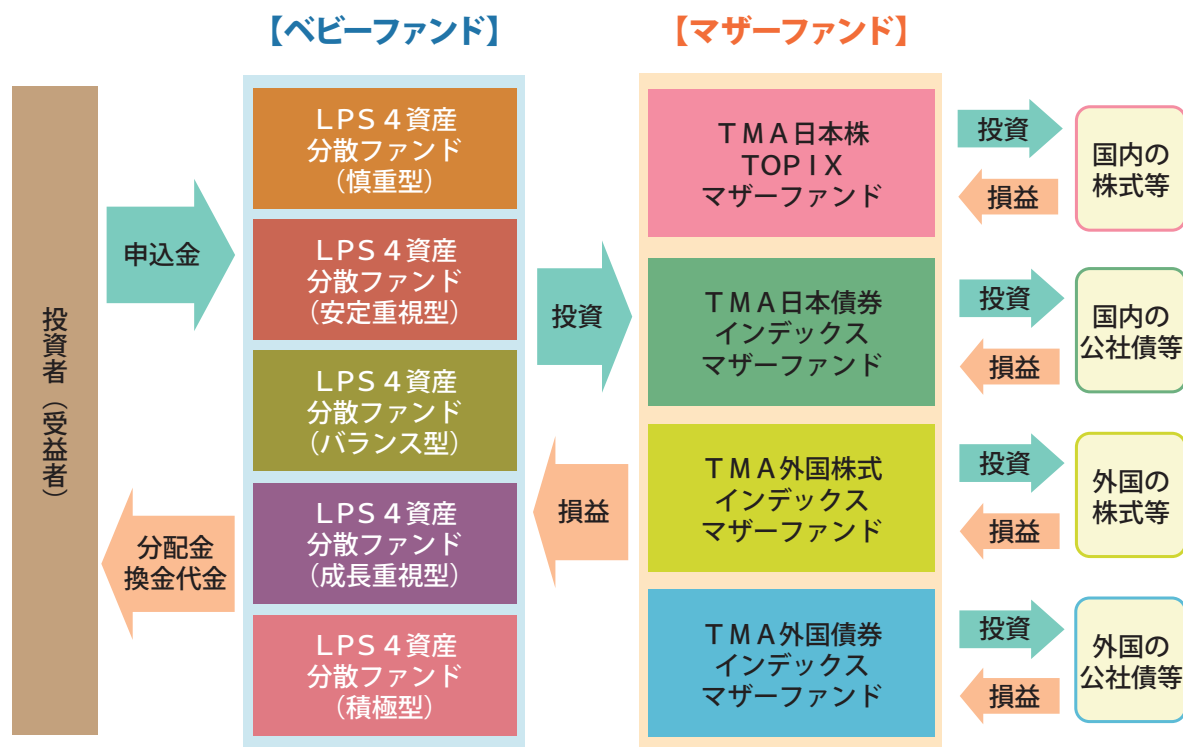 【ベビーファンド】
【マザーファンド】
投資者（受益者）
申込金
分配金
換金代金
ＬＰＳ４資産
分散ファンド
（慎重型）
ＬＰＳ４資産
分散ファンド
（安定重視型）
ＬＰＳ４資産
分散ファンド
（バランス型）
ＬＰＳ４資産
分散ファンド
（成長重視型）
ＬＰＳ４資産
分散ファンド
（積極型）
投資
損益
ＴＭＡ日本株
TOPIX
マザーファンド
投資
損益
国内の
株式等
ＴＭＡ日本債券
インデックス
マザーファンド
投資
損益
国内の
公社債等
ＴＭＡ外国株式
インデックス
マザーファンド
投資
損益
外国の
株式等
ＴＭＡ外国債券
インデックス
マザーファンド
投資
損益
外国の
公社債等